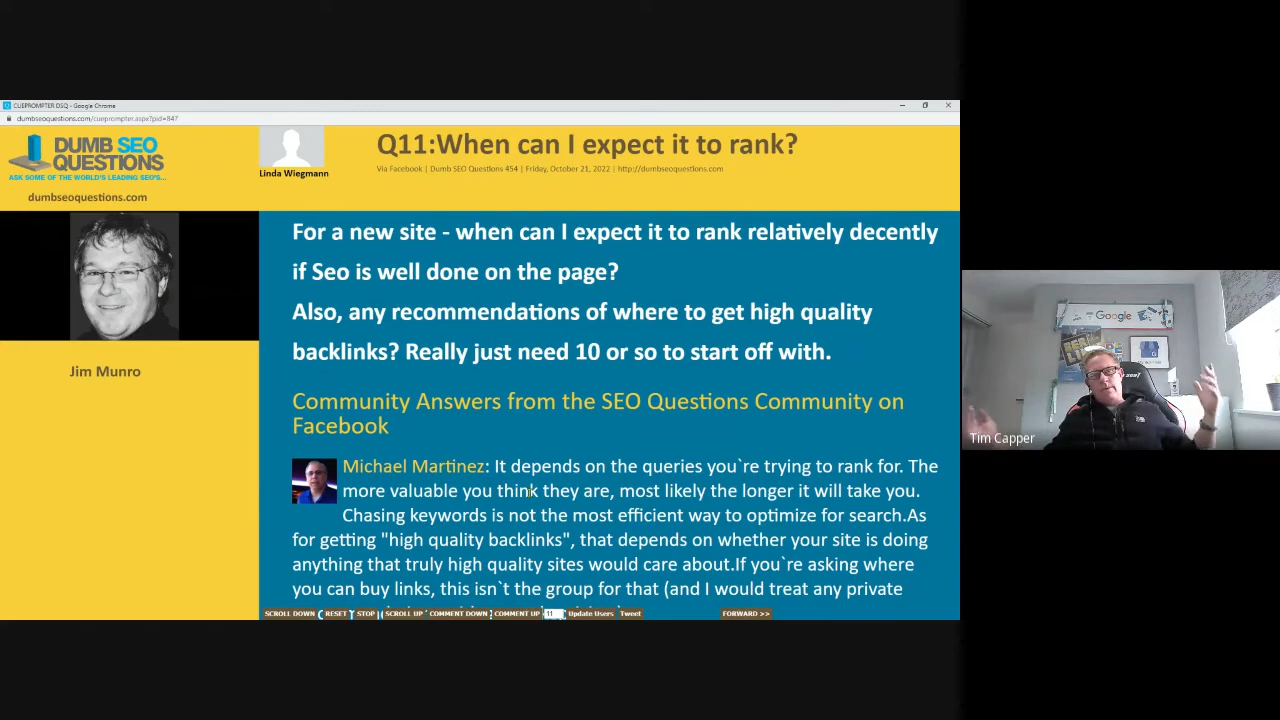 CUEPROMPTER DSQ - Google Chrome
dumbseoquestions.com/cueprompter.aspx?pid=847
DUMB SEO
QUESTIONS
ASK SOME OF THE WORLD'S LEADING SEO'S...
dumbseoquestions.com
Linda Wiegmann
Q11:When can I expect it to rank?
Via Facebook | Dumb SEO Questions 454 | Friday, October 21, 2022 | http://dumbseoquestions.com
Jim Munro
For a new site - when can I expect it to rank relatively decently
if Seo is well done on the page?
Also, any recommendations of where to get high quality
backlinks? Really just need 10 or so to start off with.
Community Answers from the SEO Questions Community on
Facebook
Michael Martinez: It depends on the queries you`re trying to rank for. The
more valuable you think they are, most likely the longer it will take you.
Chasing keywords is not the most efficient way to optimize for search.As
for getting "high quality backlinks", that depends on whether your site is doing
anything that truly high quality sites would care about.If you`re asking where
you can buy links, this isn`t the group for that (and I would treat any private
SCROLL DOWN RESET STOP SCROLL UP COMMENT DOWN COMMENT UP 11 Update Users Tweet FORWARD >>
Google
Tim Capper